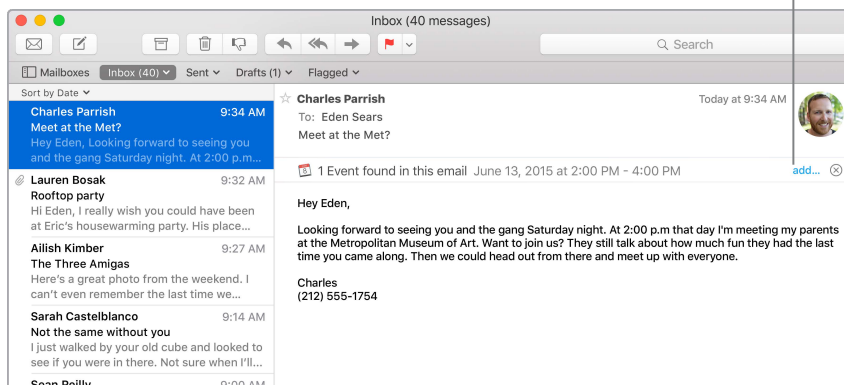 Inbox (40 messages)
Search
Mailboxes Inbox (40) Sent Drafts (1) Flagged
Sort by Date
Charles Parrish 9:34 AM
Meet at the Met?
Hey Eden, Looking forward to seeing you
and the gang Saturday night. At 2:00 p.m...
Lauren Bosak 9:32 AM
Rooftop party
Hi Eden, I really wish you could have been
at Eric's housewarming party. His place...
Ailish Kimber 9:27 AM
The Three Amigas
Here's a great photo from the weekend. I
can't even remember the last time we...
Sarah Castelblanco 9:14 AM
Not the same without you
I just walked by your old cube and looked to
see if you were in there. Not sure when I'll...
Sean Reilly 9:00 AM
Charles Parrish Today at 9:34 AM
To: Eden Sears
Meet at the Met?
1 Event found in this email June 13, 2015 at 2:00 PM - 4:00 PM add...
Hey Eden,
Looking forward to seeing you and the gang Saturday night. At 2:00 p.m that day I'm meeting my parents
at the Metropolitan Museum of Art. Want to join us? They still talk about how much fun they had the last
time you came along. Then we could head out from there and meet up with everyone.
Charles
(212) 555-1754